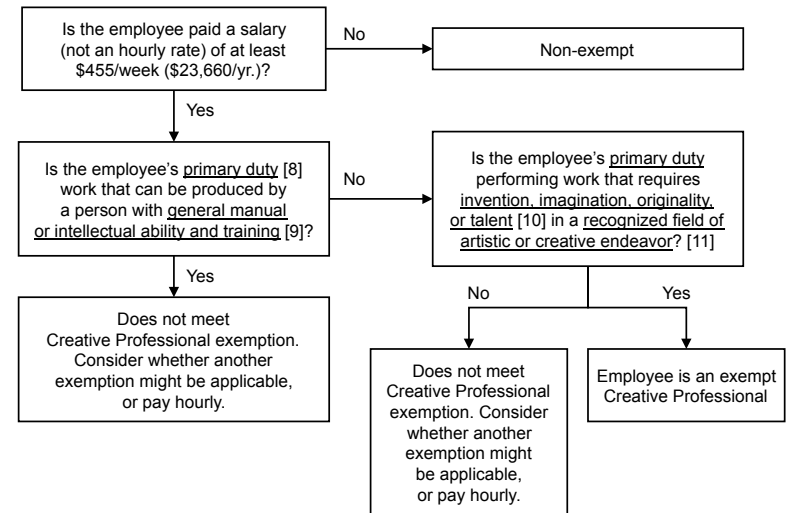 Is the employee paid a salary
(not an hourly rate) of at least
$455/week ($23,660/yr.)?
No
Non-exempt
Yes
Is the employee's primary duty [8]
work that can be produced by
a person with general manual
or intellectual ability and training [9]?
No
Is the employee's primary duty
performing work that requires
invention, imagination, originality,
or talent [10] in a recognized field of
artistic or creative endeavor? [11]
Yes
Does not meet
Creative Professional exemption.
Consider whether another
exemption might be applicable,
or pay hourly.
No
Yes
Does not meet
Creative Professional
exemption. Consider
whether another
exemption might
be applicable,
or pay hourly.
Employee is an exempt
Creative Professional